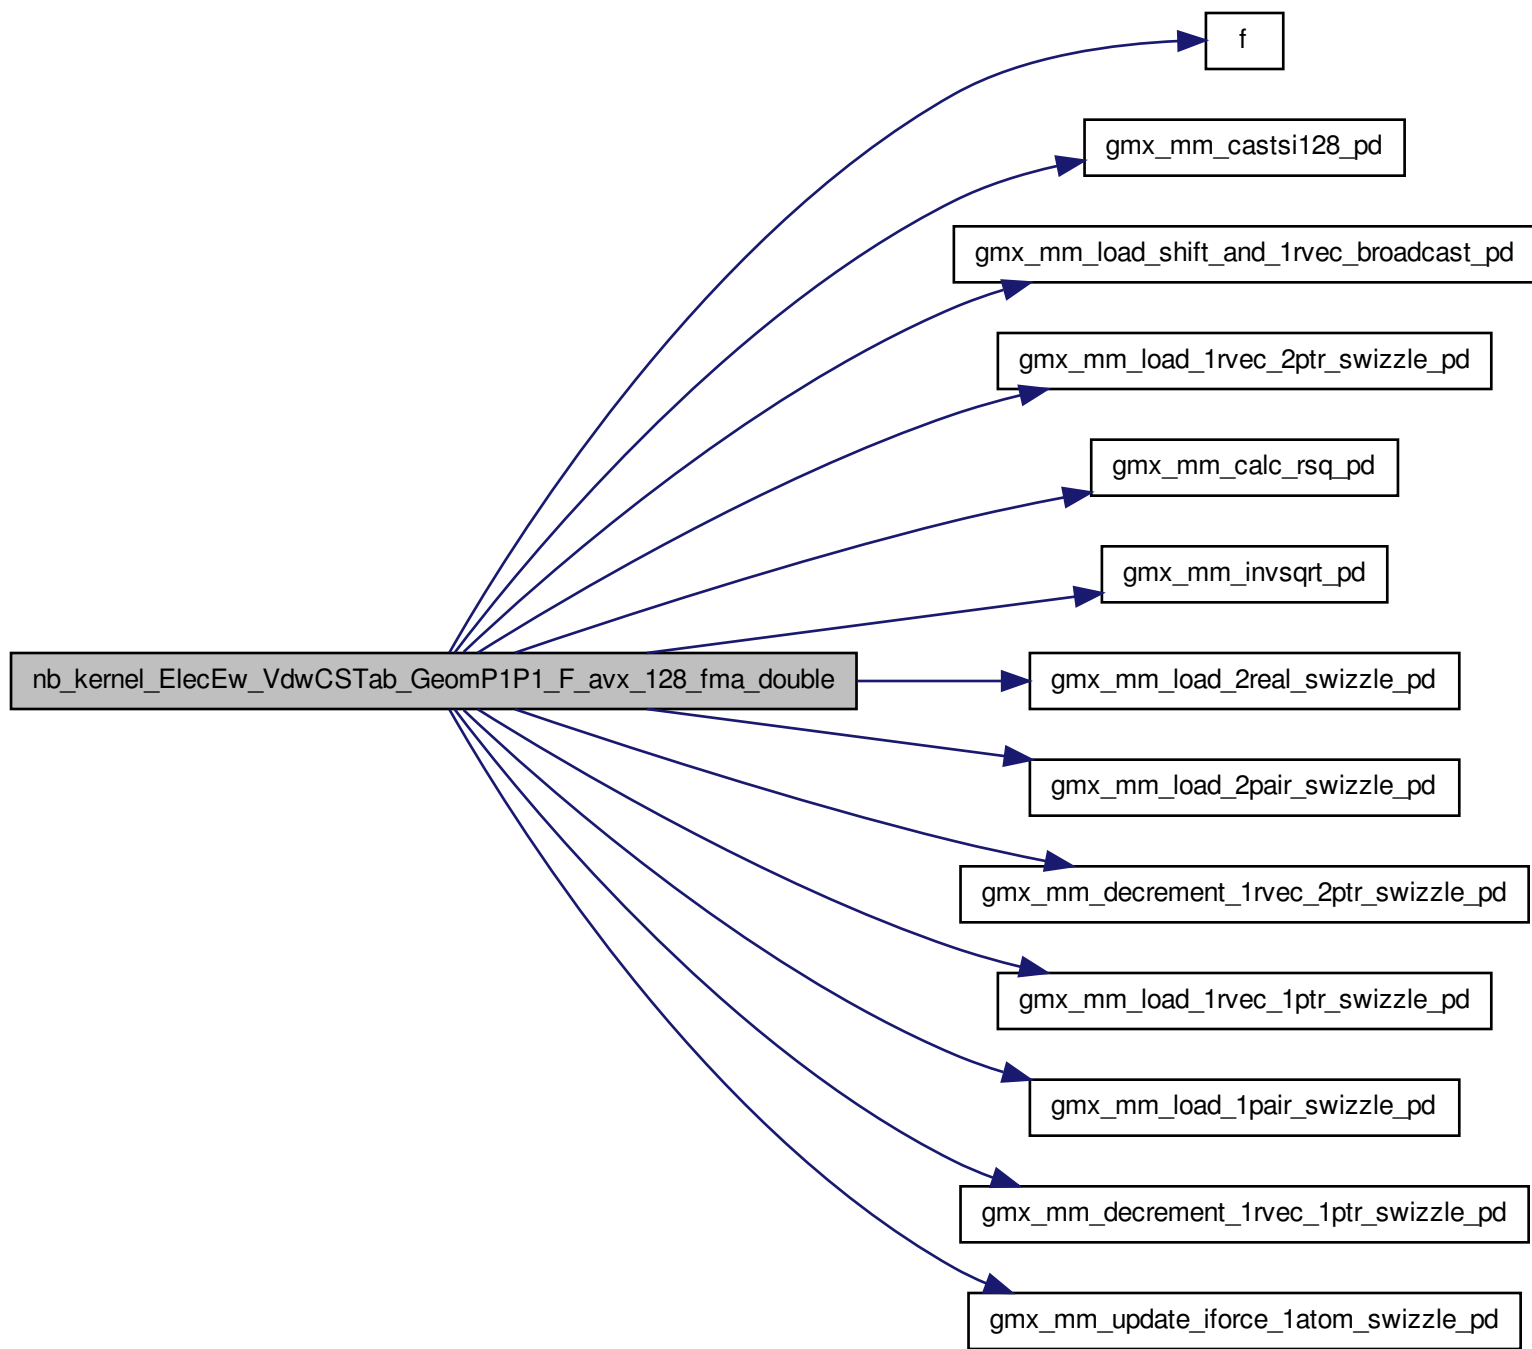 f
gmx_mm_castsi128_pd
gmx_mm_load_shift_and_1rvec_broadcast_pd
gmx_mm_load_1rvec_2ptr_swizzle_pd
gmx_mm_calc_rsq_pd
gmx_mm_invsqrt_pd
nb_kernel_ElecEw_VdwCSTab_GeomP1P1_F_avx_128_fma_double
gmx_mm_load_2real_swizzle_pd
gmx_mm_load_2pair_swizzle_pd
gmx_mm_decrement_1rvec_2ptr_swizzle_pd
gmx_mm_load_1rvec_1ptr_swizzle_pd
gmx_mm_load_1pair_swizzle_pd
gmx_mm_decrement_1rvec_1ptr_swizzle_pd
gmx_mm_update_iforce_1atom_swizzle_pd